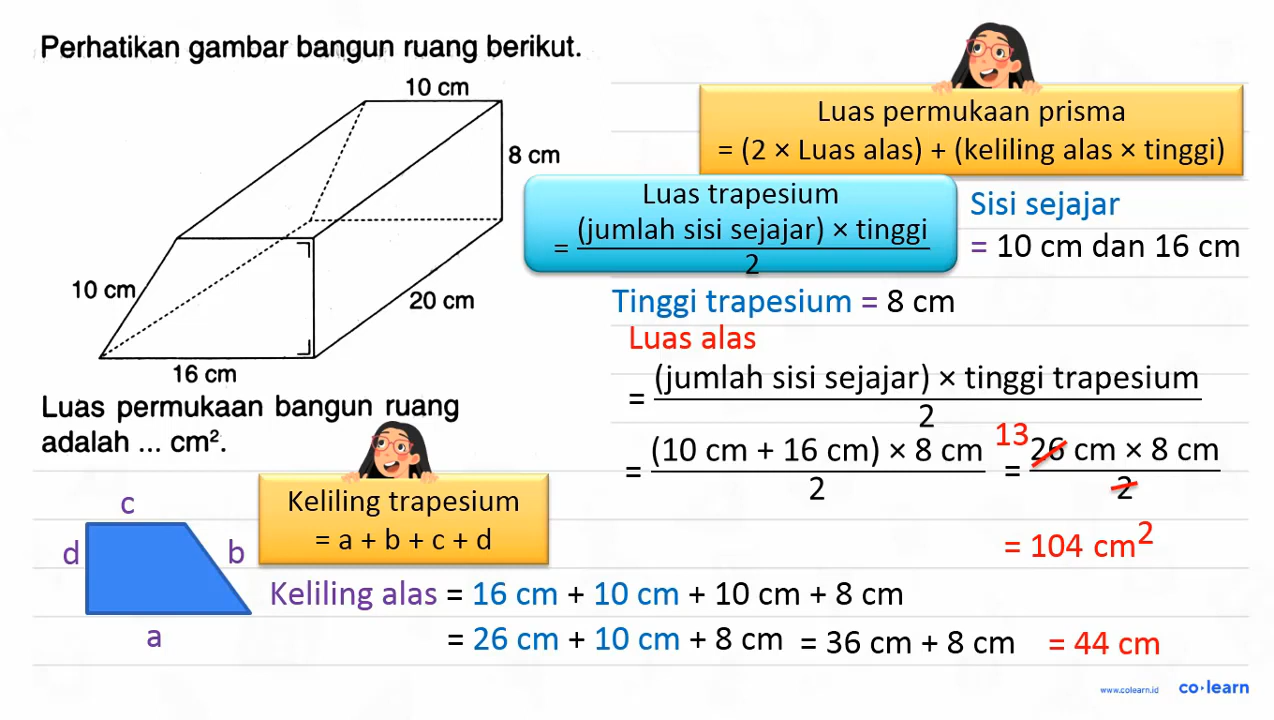 Perhatikan gambar bangun ruang berikut.
10 cm
8 cm
10 cm
20 cm
16 cm
Luas permukaan bangun ruang
adalah ... cm².
Luas permukaan prisma
= (2 × Luas alas) + (keliling alas × tinggi)
Luas trapesium
= (jumlah sisi sejajar) × tinggi
2
Sisi sejajar
= 10 cm dan 16 cm
Tinggi trapesium = 8 cm
Luas alas
= (jumlah sisi sejajar) × tinggi trapesium
2
= (10 cm + 16 cm) × 8 cm
2
13
= 26 cm × 8 cm
2
= 104 cm²
c
d
b
a
Keliling trapesium
= a + b + c + d
Keliling alas = 16 cm + 10 cm + 10 cm + 8 cm
= 26 cm + 10 cm + 8 cm = 36 cm + 8 cm = 44 cm
www.colearn.id
co·learn